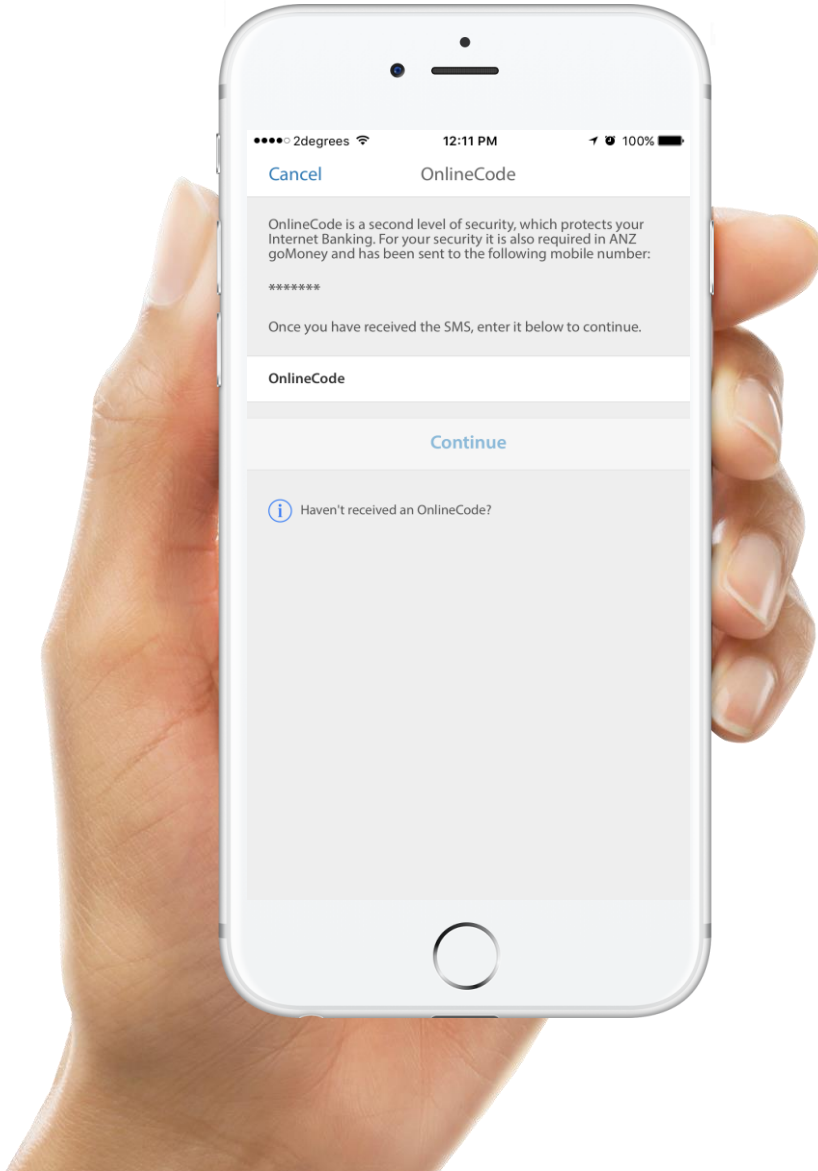 2degrees 12:11 PM 100%
Cancel OnlineCode
OnlineCode is a second level of security, which protects your
Internet Banking. For your security it is also required in ANZ
goMoney and has been sent to the following mobile number:
*******
Once you have received the SMS, enter it below to continue.
OnlineCode
Continue
i Haven't received an OnlineCode?